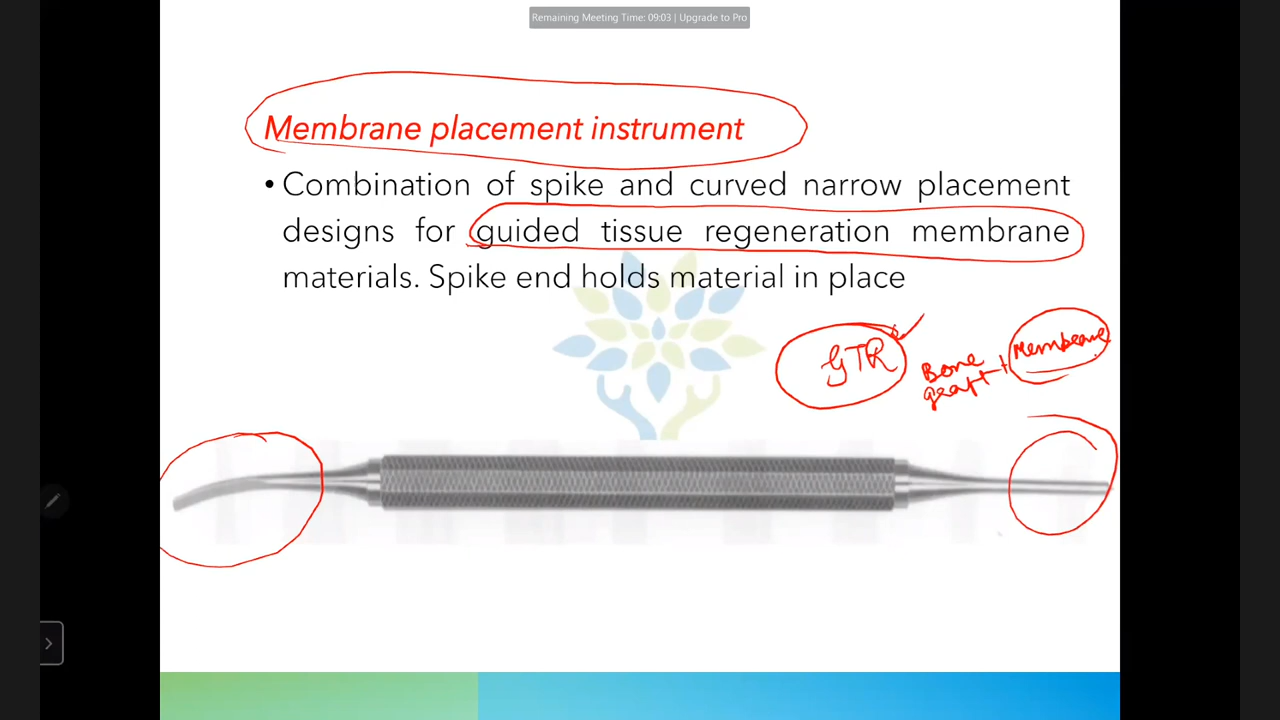 Remaining Meeting Time: 09:03 | Upgrade to Pro
Membrane placement instrument
• Combination of spike and curved narrow placement
designs for guided tissue regeneration membrane
materials. Spike end holds material in place
GTR
Bone + Membrane
graft